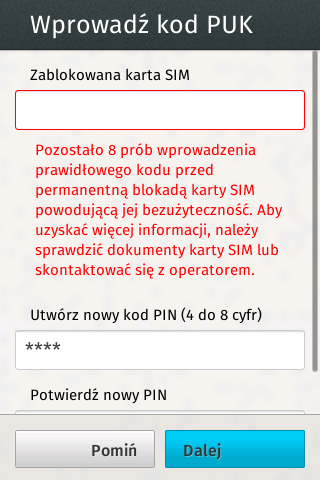 Wprowadź kod PUK
Zablokowana karta SIM
Pozostało 8 prób wprowadzenia
prawidłowego kodu przed
permanentną blokadą karty SIM
powodującą jej bezużyteczność. Aby
uzyskać więcej informacji, należy
sprawdzić dokumenty karty SIM lub
skontaktować się z operatorem.
Utwórz nowy kod PIN (4 do 8 cyfr)
****
Potwierdź nowy PIN
Pomiń
Dalej